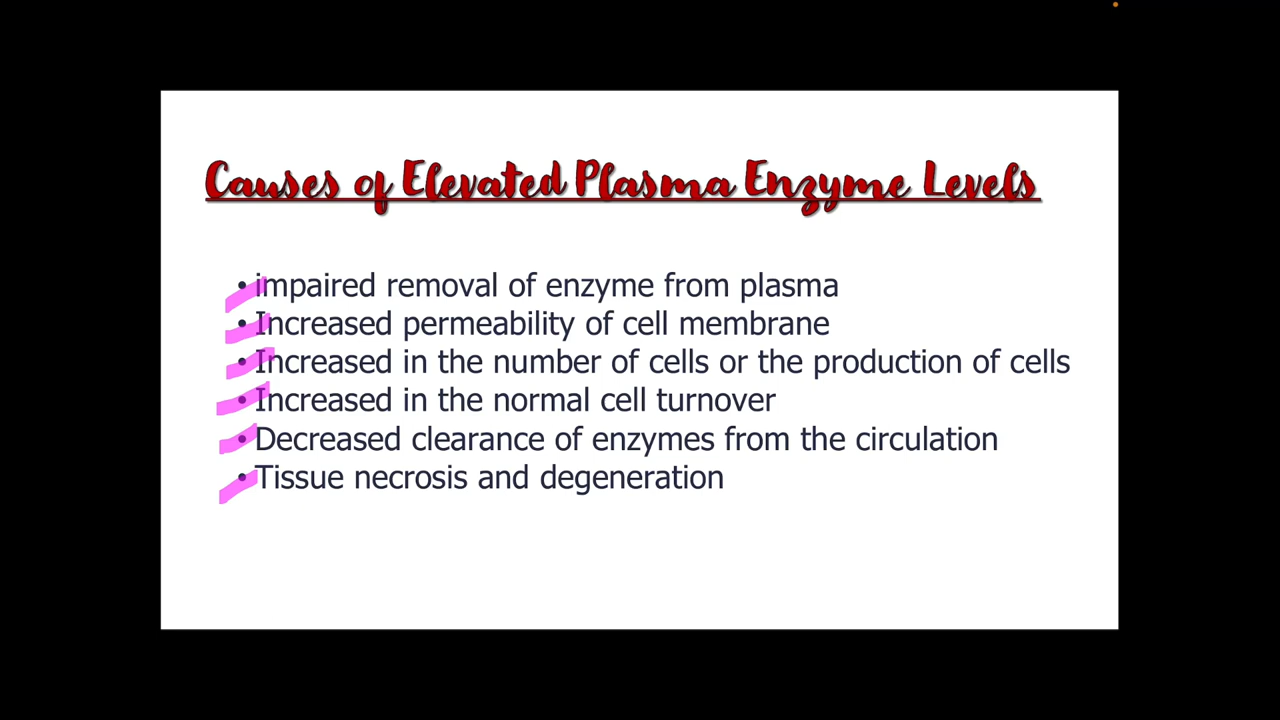 Causes of Elevated Plasma Enzyme Levels
• impaired removal of enzyme from plasma
• Increased permeability of cell membrane
• Increased in the number of cells or the production of cells
• Increased in the normal cell turnover
• Decreased clearance of enzymes from the circulation
• Tissue necrosis and degeneration